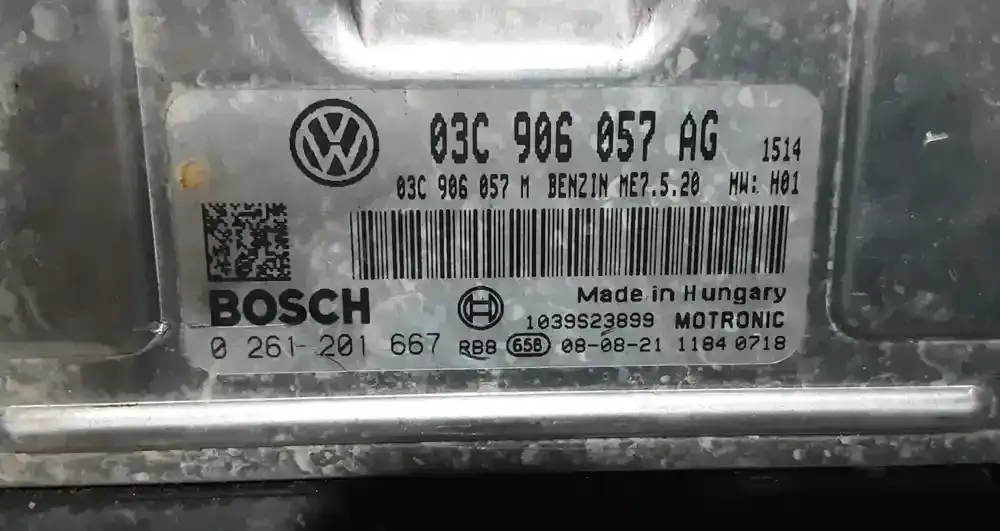 03C 906 057 AG 1514
03C 906 057 M BENZIN ME7.5.20 HW: H01
BOSCH
Made in Hungary
1039S23899 MOTRONIC
0 261 201 667 RB8 658 08-08-21 1184 0718